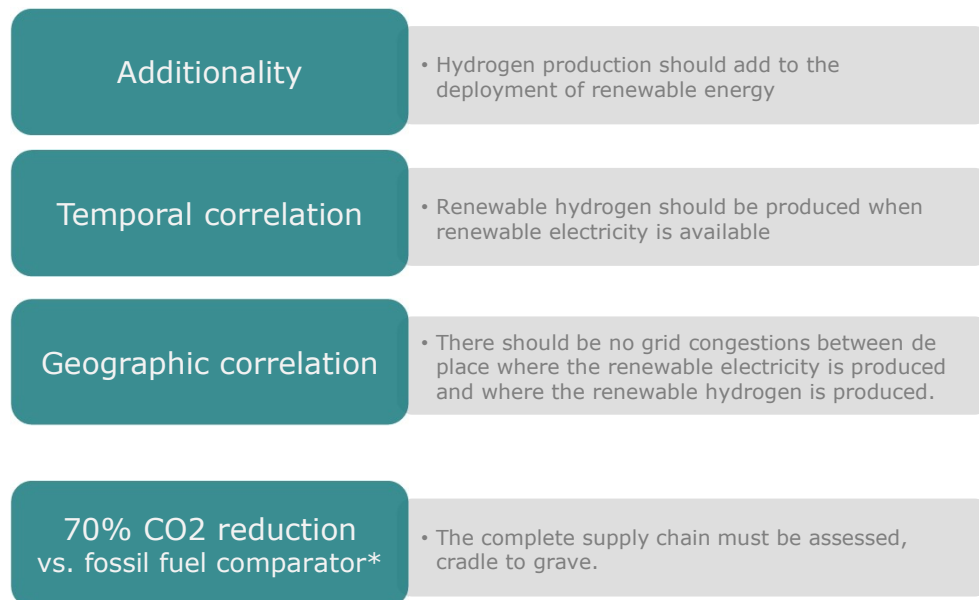 Additionality
• Hydrogen production should add to the
deployment of renewable energy
Temporal correlation
• Renewable hydrogen should be produced when
renewable electricity is available
Geographic correlation
• There should be no grid congestions between de
place where the renewable electricity is produced
and where the renewable hydrogen is produced.
70% CO2 reduction
vs. fossil fuel comparator*
• The complete supply chain must be assessed,
cradle to grave.